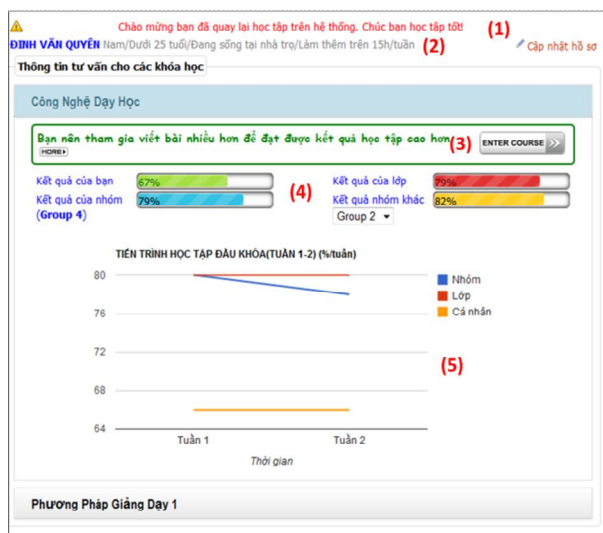 Chào mừng bạn đã quay lại học tập trên hệ thống. Chúc bạn học tập tốt! (1)
ĐINH VĂN QUYÊN Nam/Dưới 25 tuổi/Đang sống tại nhà trọ/Làm thêm trên 15h/tuần (2) Cập nhật hồ sơ
Thông tin tư vấn cho các khóa học
Công Nghệ Dạy Học
Bạn nên tham gia viết bài nhiều hơn để đạt được kết quả học tập cao hơn (3) ENTER COURSE >>
MORE
Kết quả của bạn 67% Kết quả của lớp 79%
(4)
Kết quả của nhóm 79% Kết quả nhóm khác 82%
(Group 4) Group 2
TIẾN TRÌNH HỌC TẬP ĐẦU KHÓA(TUẦN 1-2) (%/tuần)
80
76
72
68
64
Nhóm
Lớp
Cá nhân
(5)
Tuần 1 Tuần 2
Thời gian
Phương Pháp Giảng Dạy 1